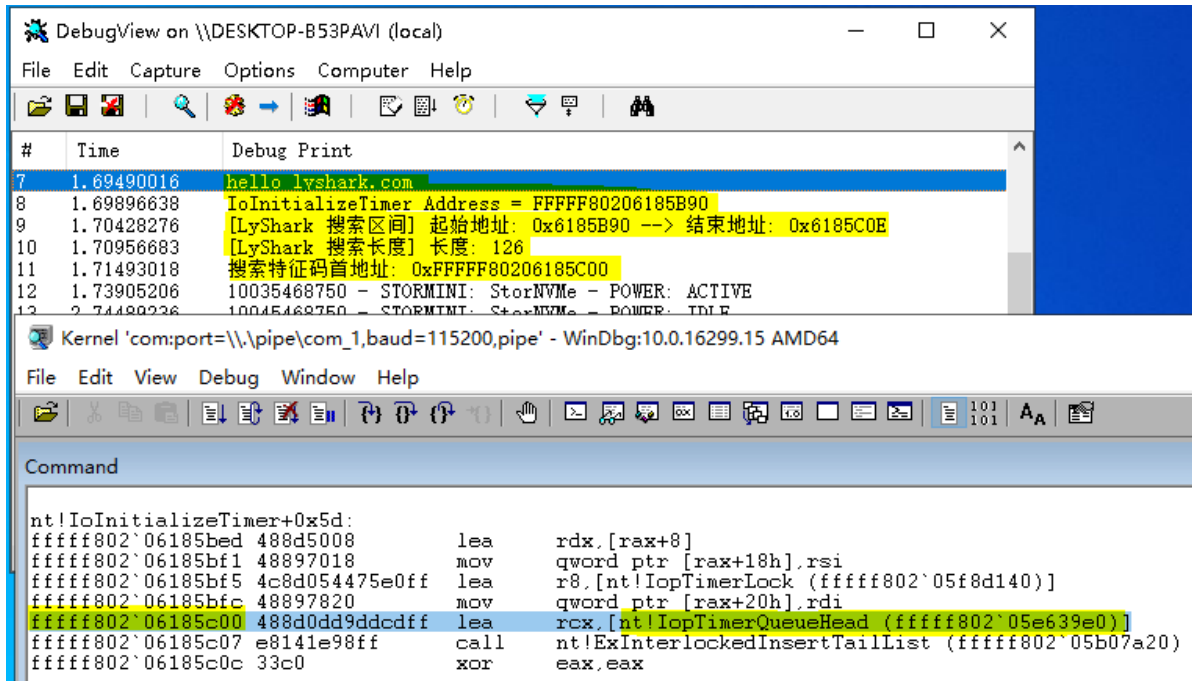 DebugView on \\DESKTOP-B53PAVI (local)
File Edit Capture Options Computer Help
# Time Debug Print
7 1.69490016 hello lyshark.com
8 1.69896638 IoInitializeTimer Address = FFFFF80206185B90
9 1.70428276 [LyShark 搜索区间] 起始地址: 0x6185B90 --> 结束地址: 0x6185C0E
10 1.70956683 [LyShark 搜索长度] 长度: 126
11 1.71493018 搜索特征码首地址: 0xFFFFF80206185C00
12 1.73905206 10035468750 - STORMINI: StorNVMe - POWER: ACTIVE
13 2.74489236 10045468750 - STORMINI: StorNVMe - POWER: IDLE
Kernel 'com:port=\\.\pipe\com_1,baud=115200,pipe' - WinDbg:10.0.16299.15 AMD64
File Edit View Debug Window Help
Command
nt!IoInitializeTimer+0x5d:
fffff802`06185bed 488d5008 lea rdx,[rax+8]
fffff802`06185bf1 48897018 mov qword ptr [rax+18h],rsi
fffff802`06185bf5 4c8d054475e0ff lea r8,[nt!IopTimerLock (fffff802`05f8d140)]
fffff802`06185bfc 48897820 mov qword ptr [rax+20h],rdi
fffff802`06185c00 488d0dd9ddcdff lea rcx,[nt!IopTimerQueueHead (fffff802`05e639e0)]
fffff802`06185c07 e8141e98ff call nt!ExInterlockedInsertTailList (fffff802`05b07a20)
fffff802`06185c0c 33c0 xor eax,eax